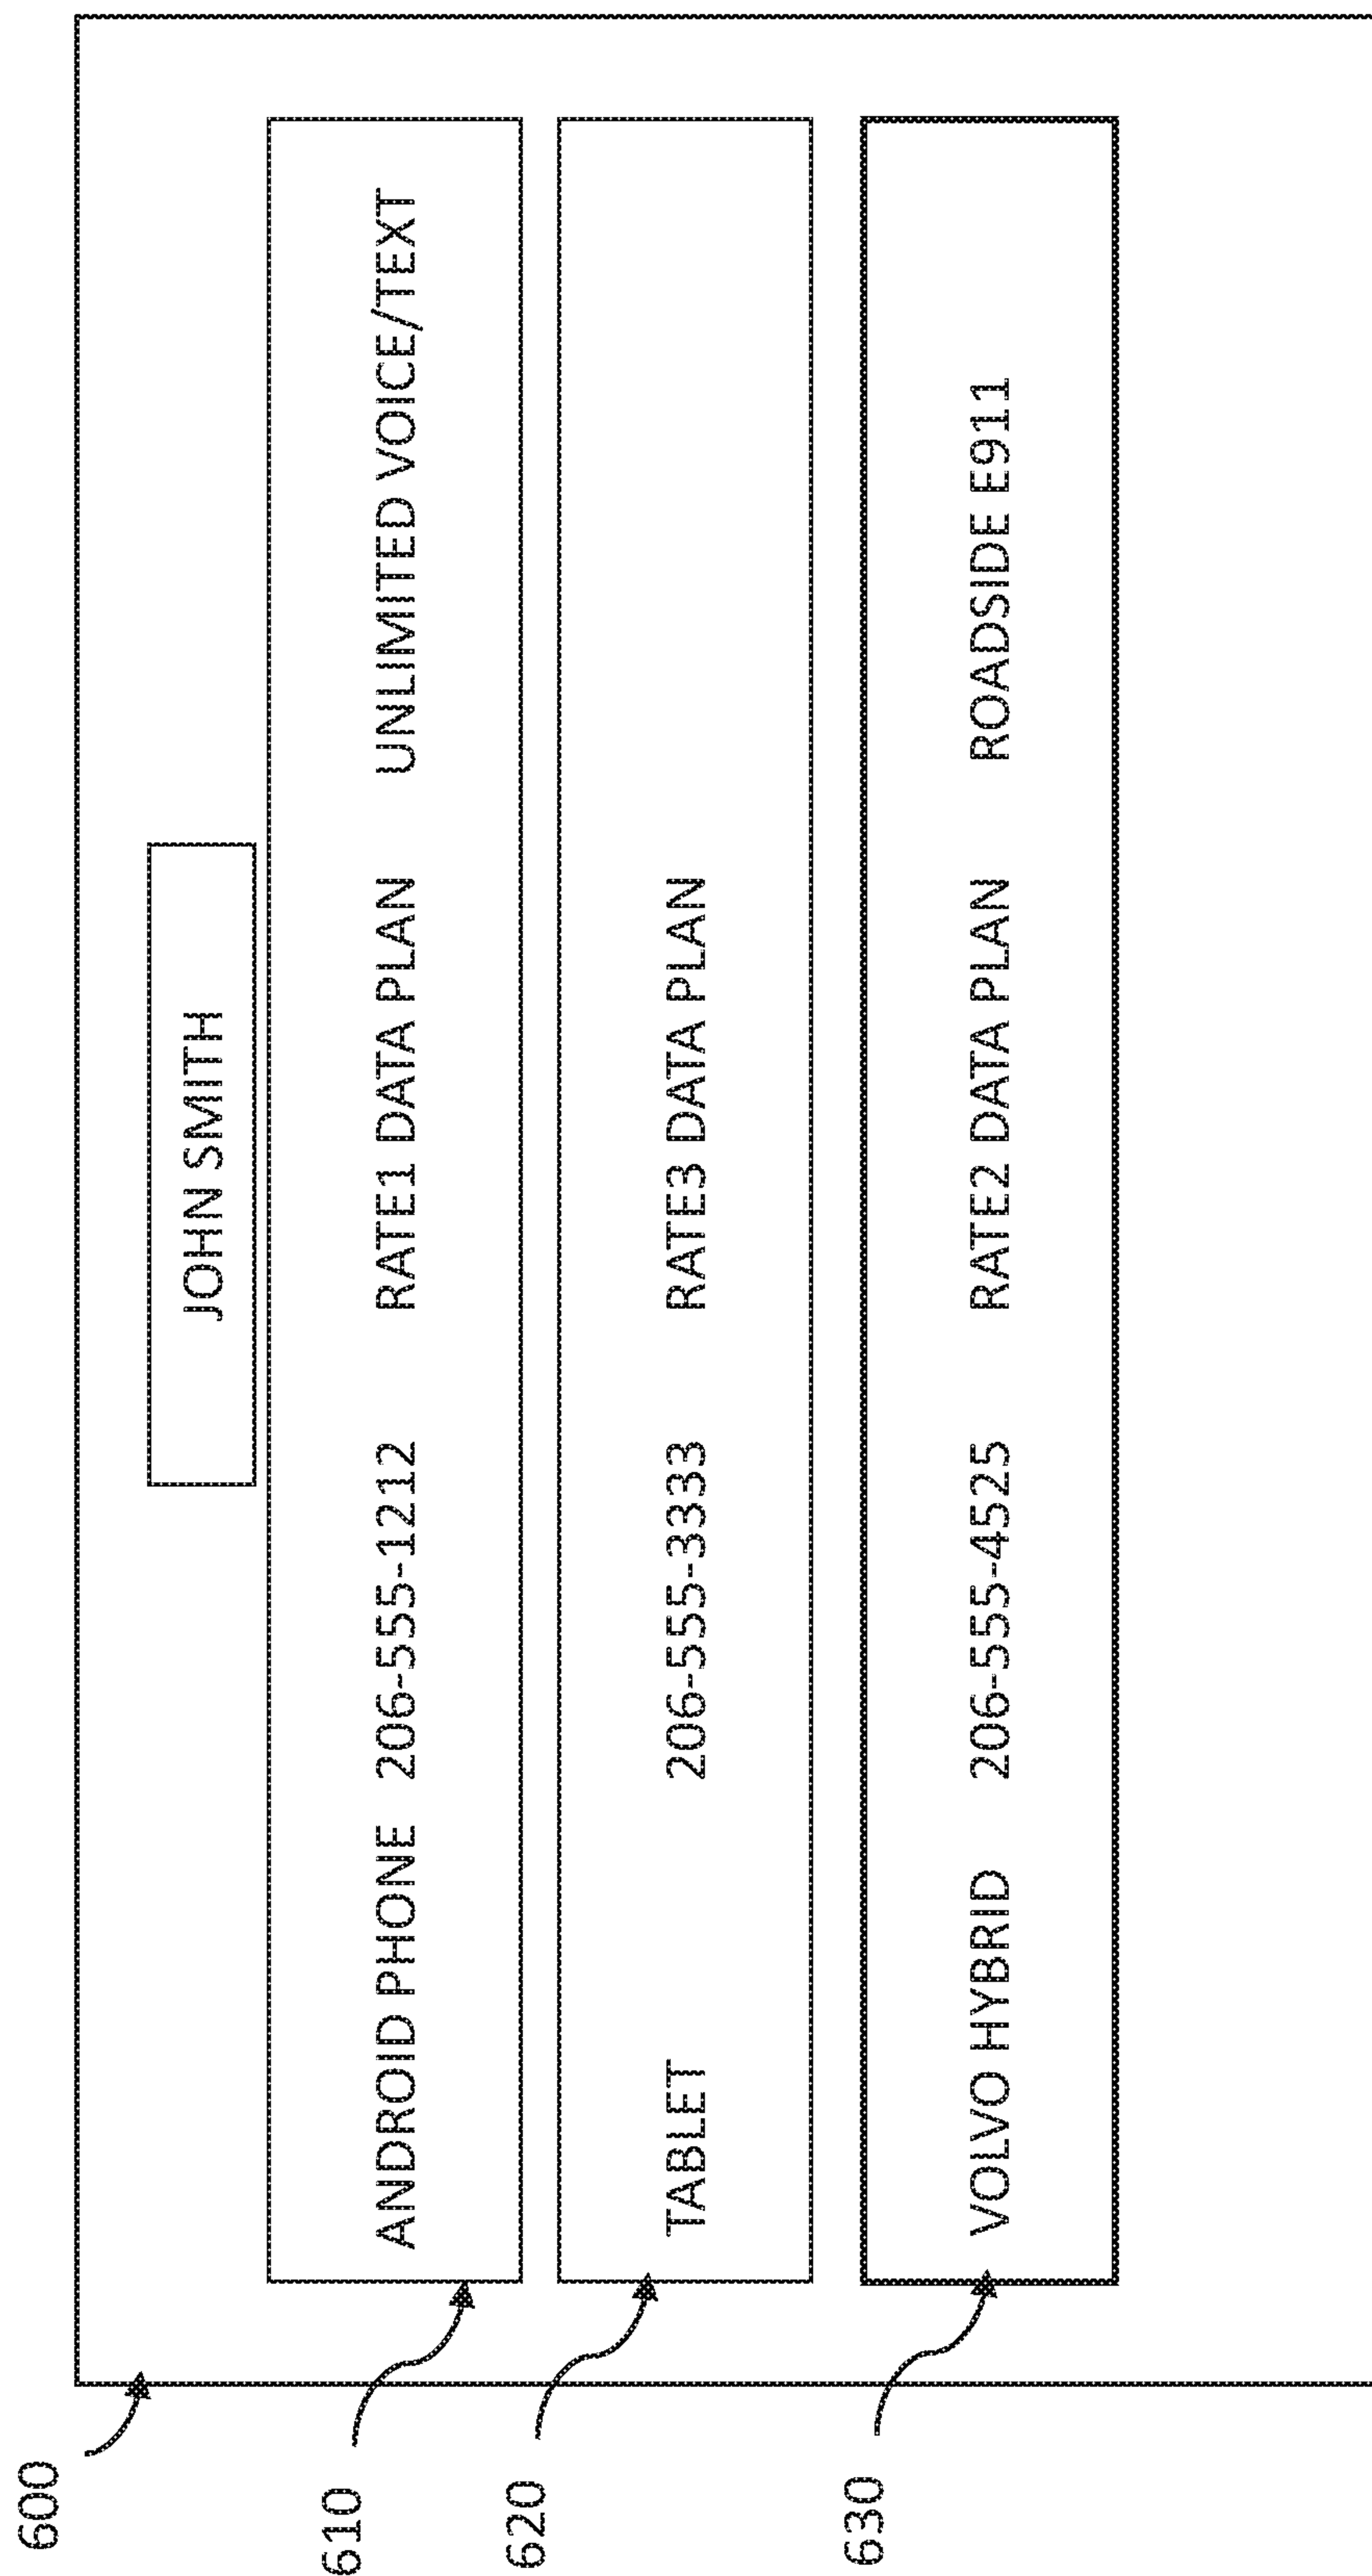 600
JOHN SMITH
610
ANDROID PHONE 206-555-1212 RATE1 DATA PLAN UNLIMITED VOICE/TEXT
620
TABLET 206-555-3333 RATE3 DATA PLAN
630
VOLVO HYBRID 206-555-4525 RATE2 DATA PLAN ROADSIDE E911